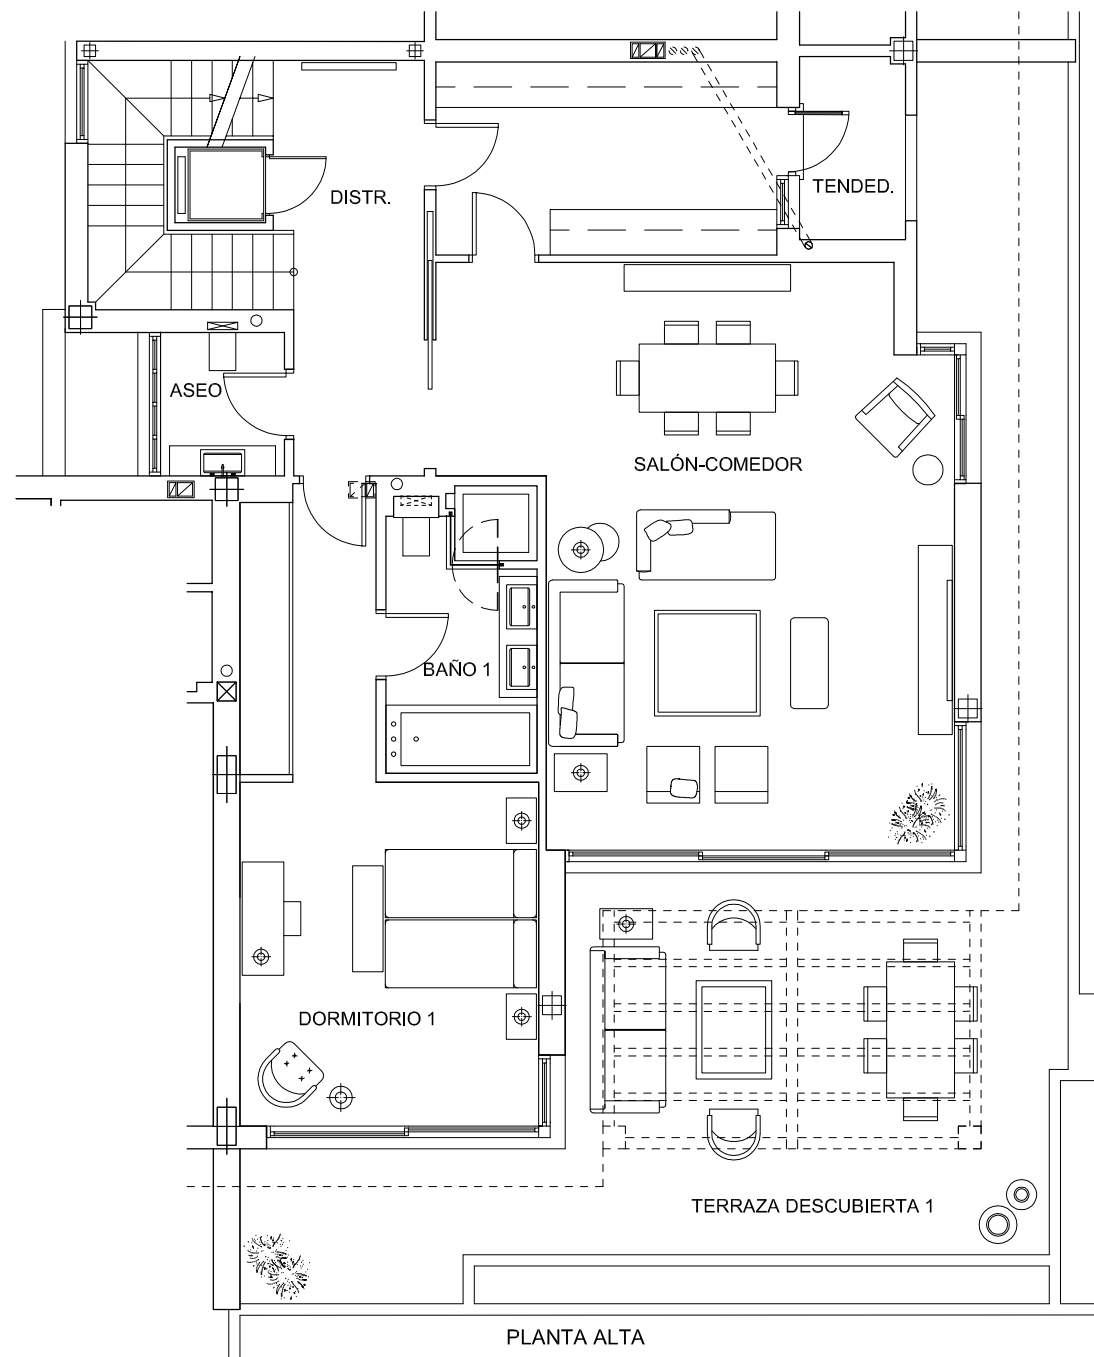 DISTR.
TENDED.
ASEO
SALÓN-COMEDOR
BAÑO 1
DORMITORIO 1
TERRAZA DESCUBIERTA 1
PLANTA ALTA